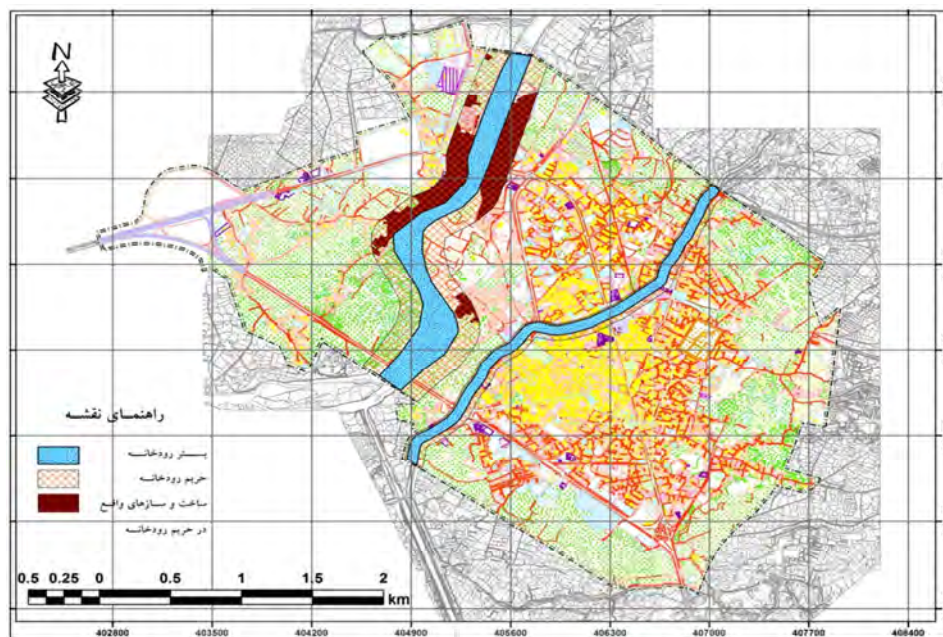 N
راهنمای نقشه
بستر رودخانه
حریم رودخانه
ساخت و سازهای واقع
در حریم رودخانه
0.5 0.25 0 0.5 1 1.5 2
km
402800 403500 404200 404900 405600 406300 407000 407700 408400